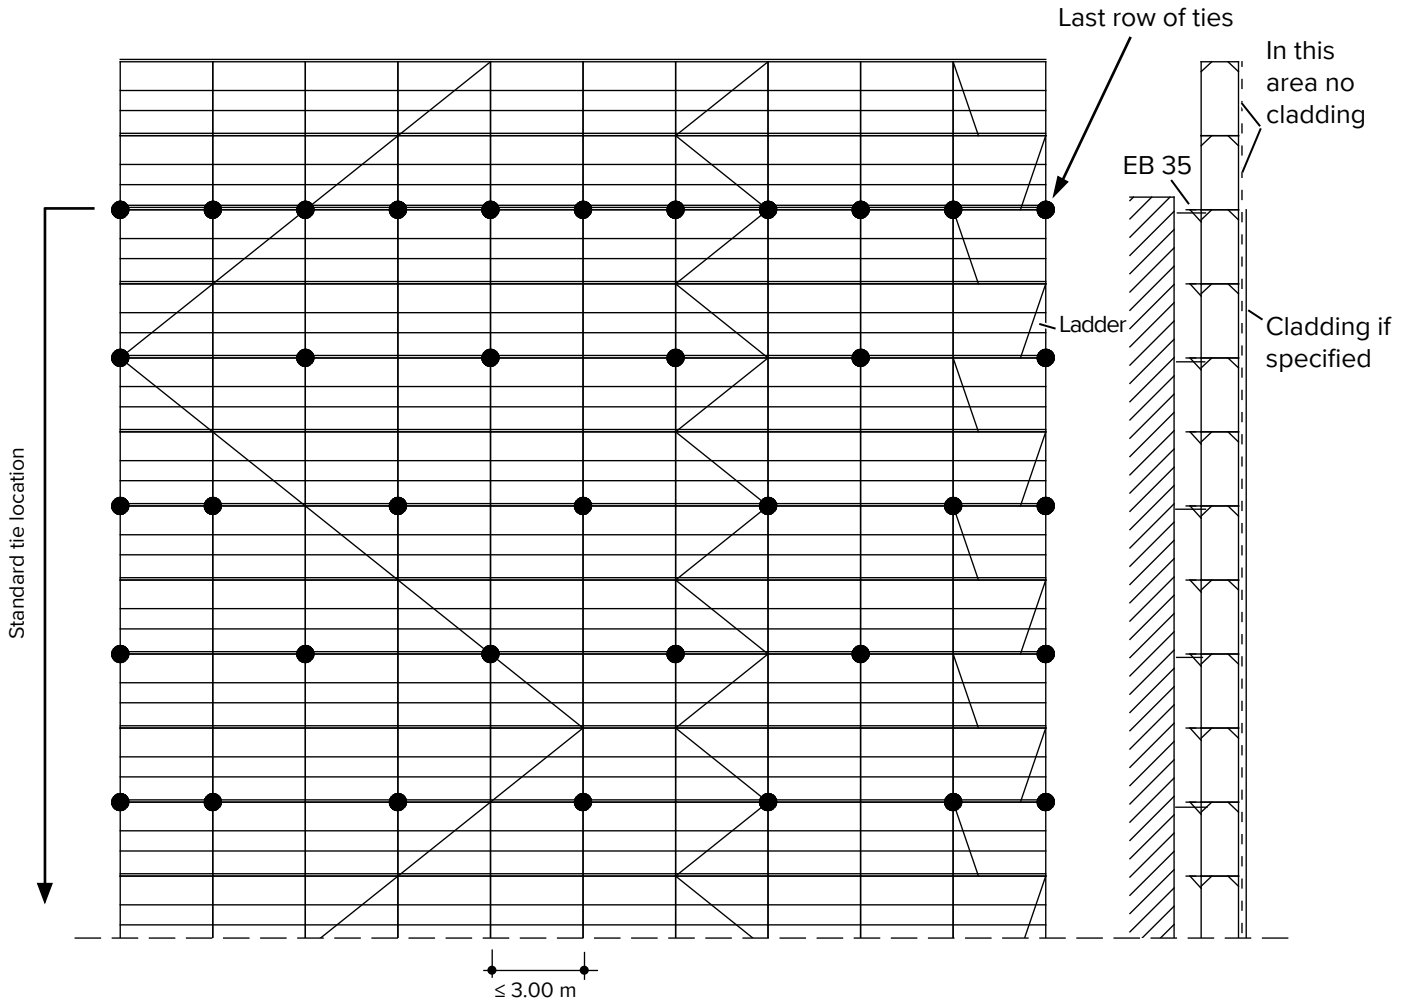 Last row of ties
In this
area no
cladding
EB 35
Ladder
Cladding if
specified
Standard tie location
≤ 3.00 m